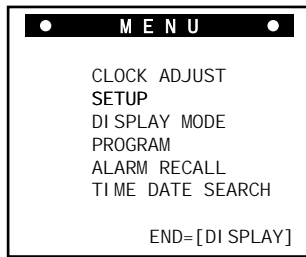 ● MENU ●
CLOCK ADJUST
SETUP
DISPLAY MODE
PROGRAM
ALARM RECALL
TIME DATE SEARCH
END=[DISPLAY]